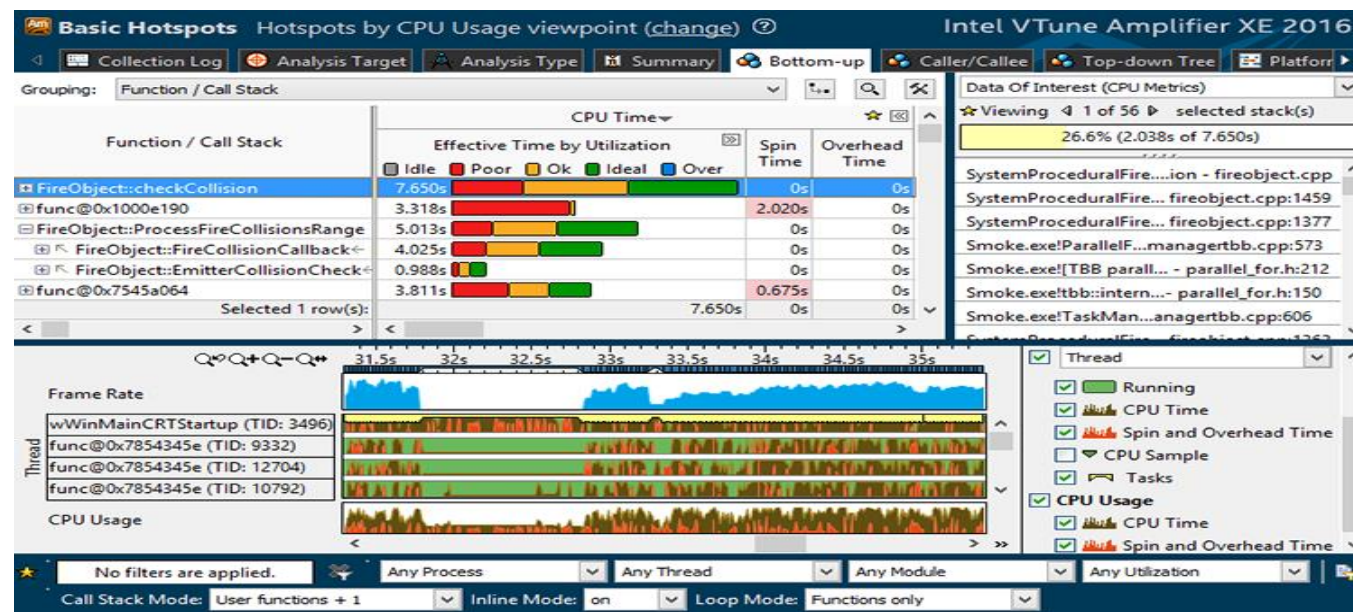 Am Basic Hotspots Hotspots by CPU Usage viewpoint (change) ? Intel VTune Amplifier XE 2016
Collection Log Analysis Target Analysis Type Summary Bottom-up Caller/Callee Top-down Tree Platforr
Grouping: Function / Call Stack
Function / Call Stack
CPU Time
Effective Time by Utilization
Idle Poor Ok Ideal Over
Spin Time
Overhead Time
FireObject::checkCollision 7.650s 0s 0s
func@0x1000e190 3.318s 2.020s 0s
FireObject::ProcessFireCollisionsRange 5.013s 0s 0s
FireObject::FireCollisionCallback 4.025s 0s 0s
FireObject::EmitterCollisionCheck 0.988s 0s 0s
func@0x7545a064 3.811s 0.675s 0s
Selected 1 row(s): 7.650s 0s 0s
Data Of Interest (CPU Metrics)
Viewing 1 of 56 selected stack(s)
26.6% (2.038s of 7.650s)
SystemProceduralFire....ion - fireobject.cpp
SystemProceduralFire... fireobject.cpp:1459
SystemProceduralFire... fireobject.cpp:1377
Smoke.exe!ParallelF...managertbb.cpp:573
Smoke.exe![TBB parall... - parallel_for.h:212
Smoke.exe!tbb::intern...- parallel_for.h:150
Smoke.exe!TaskMan...anagertbb.cpp:606
31.5s 32s 32.5s 33s 33.5s 34s 34.5s 35s
Frame Rate
Thread
wWinMainCRTStartup (TID: 3496)
func@0x7854345e (TID: 9332)
func@0x7854345e (TID: 12704)
func@0x7854345e (TID: 10792)
CPU Usage
Thread
Running
CPU Time
Spin and Overhead Time
CPU Sample
Tasks
CPU Usage
CPU Time
Spin and Overhead Time
No filters are applied. Any Process Any Thread Any Module Any Utilization
Call Stack Mode: User functions + 1 Inline Mode: on Loop Mode: Functions only